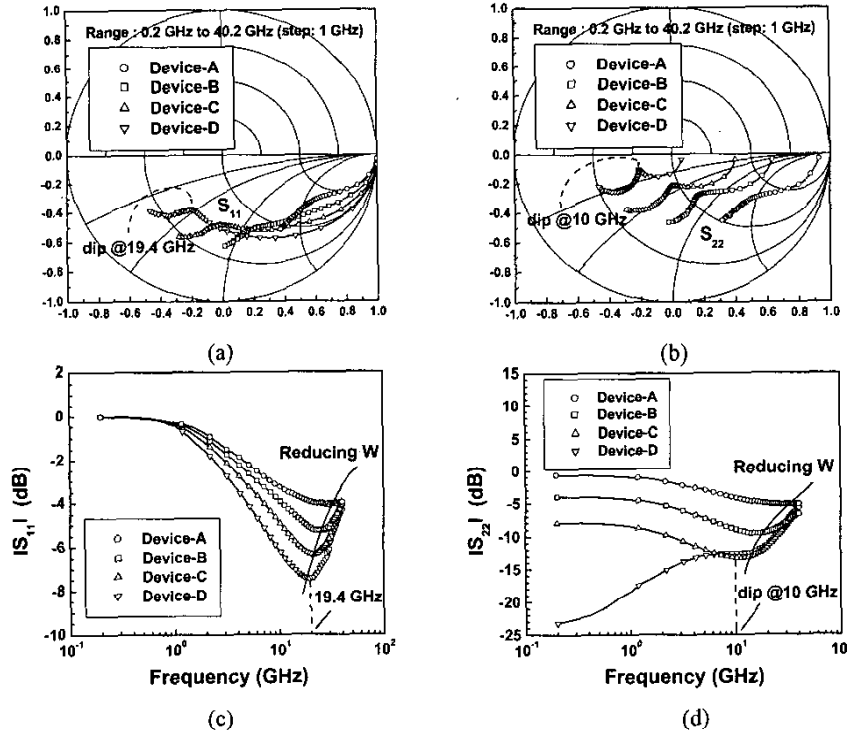 (a)
Range : 0.2 GHz to 40.2 GHz (step: 1 GHz)
Device-A
Device-B
Device-C
Device-D
S11
dip @19.4 GHz
1.0
0.8
0.6
0.4
0.2
0.0
-0.2
-0.4
-0.6
-0.8
-1.0
-1.0 -0.8 -0.6 -0.4 -0.2 0.0 0.2 0.4 0.6 0.8 1.0
(a)
(b)
Range : 0.2 GHz to 40.2 GHz (step: 1 GHz)
Device-A
Device-B
Device-C
Device-D
dip @10 GHz
S22
1.0
0.8
0.6
0.4
0.2
0.0
-0.2
-0.4
-0.6
-0.8
-1.0
-1.0 -0.8 -0.6 -0.4 -0.2 0.0 0.2 0.4 0.6 0.8 1.0
(b)
2
0
-2
-4
-6
-8
-10
|S11| (dB)
Reducing W
Device-A
Device-B
Device-C
Device-D
19.4 GHz
10-1 100 101 102
Frequency (GHz)
(c)
15
10
5
0
-5
-10
-15
-20
-25
|S22| (dB)
Device-A
Device-B
Device-C
Device-D
Reducing W
dip @10 GHz
10-1 100 101 102
Frequency (GHz)
(d)